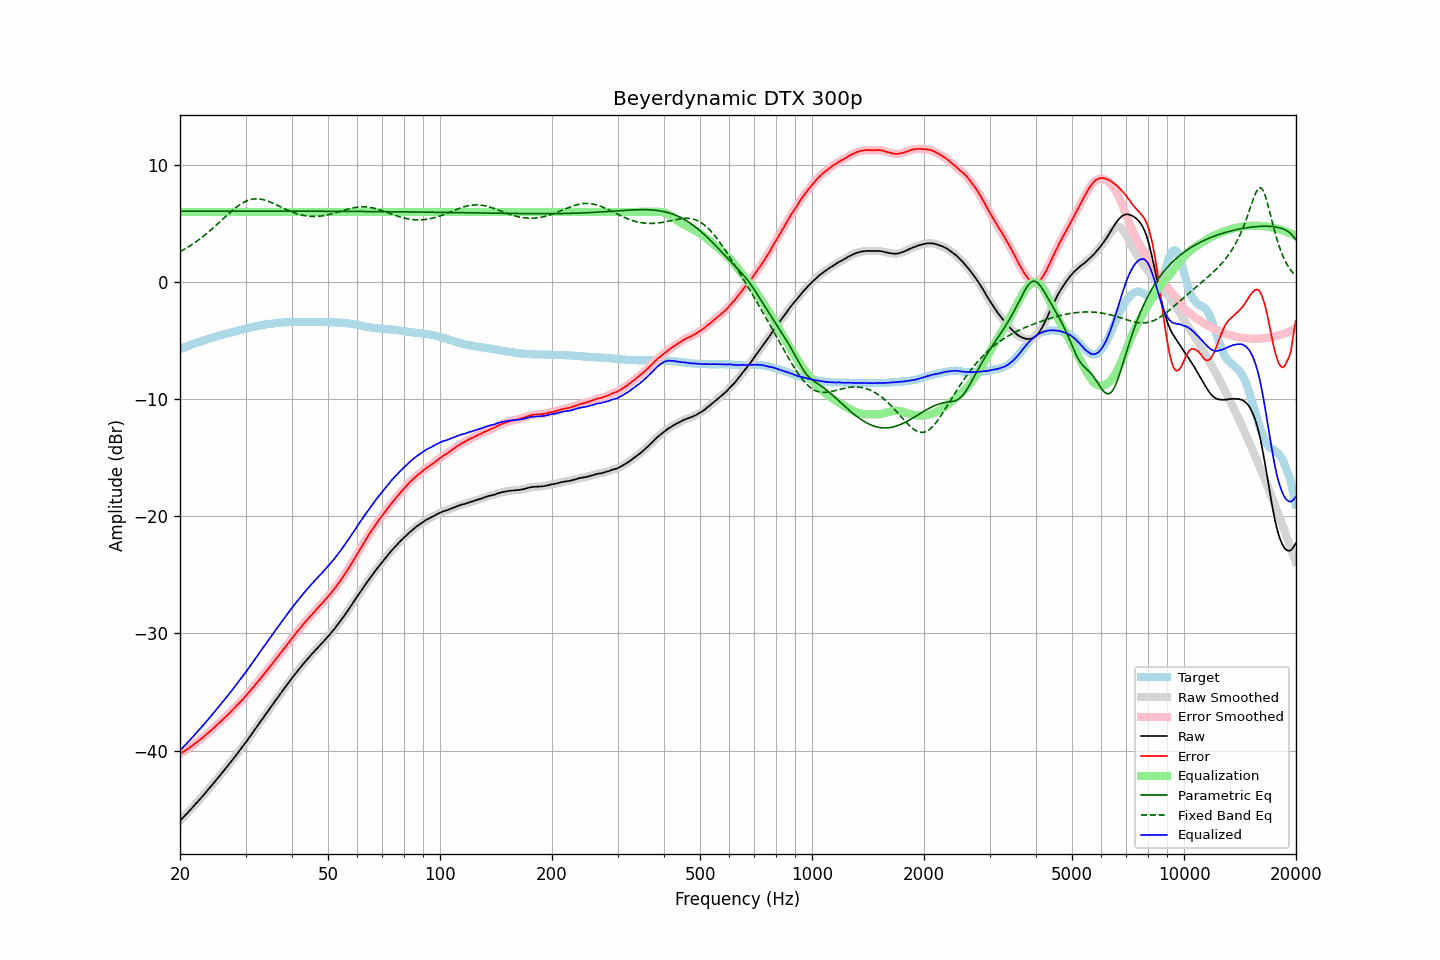 Beyerdynamic DTX 300p
Amplitude (dBr)
10
0
−10
−20
−30
−40
20
50
100
200
500
1000
2000
5000
10000
20000
Frequency (Hz)
Target
Raw Smoothed
Error Smoothed
Raw
Error
Equalization
Parametric Eq
Fixed Band Eq
Equalized